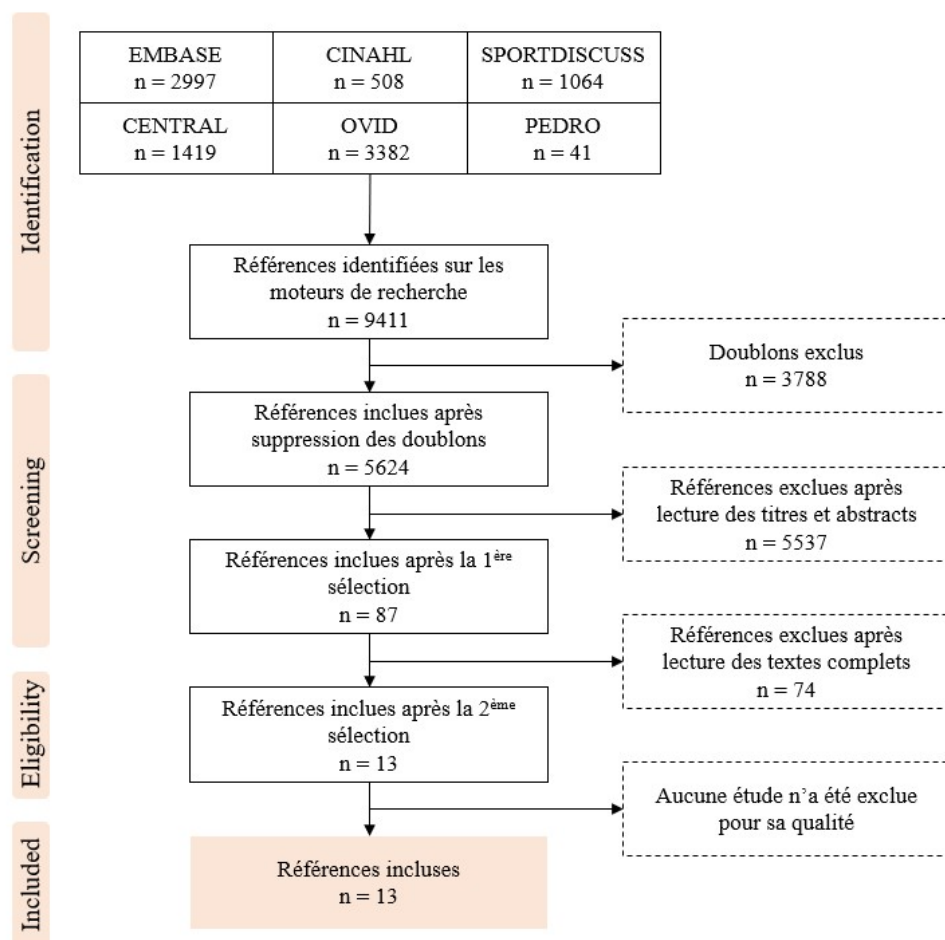 Identification
EMBASE
n = 2997
CINAHL
n = 508
SPORTDISCUSS
n = 1064
CENTRAL
n = 1419
OVID
n = 3382
PEDRO
n = 41
Références identifiées sur les
moteurs de recherche
n = 9411
Doublons exclus
n = 3788
Screening
Références inclues après
suppression des doublons
n = 5624
Références exclues après
lecture des titres et abstracts
n = 5537
Références inclues après la 1ère
sélection
n = 87
Références exclues après
lecture des textes complets
n = 74
Eligibility
Références inclues après la 2ème
sélection
n = 13
Aucune étude n’a été exclue
pour sa qualité
Included
Références incluses
n = 13